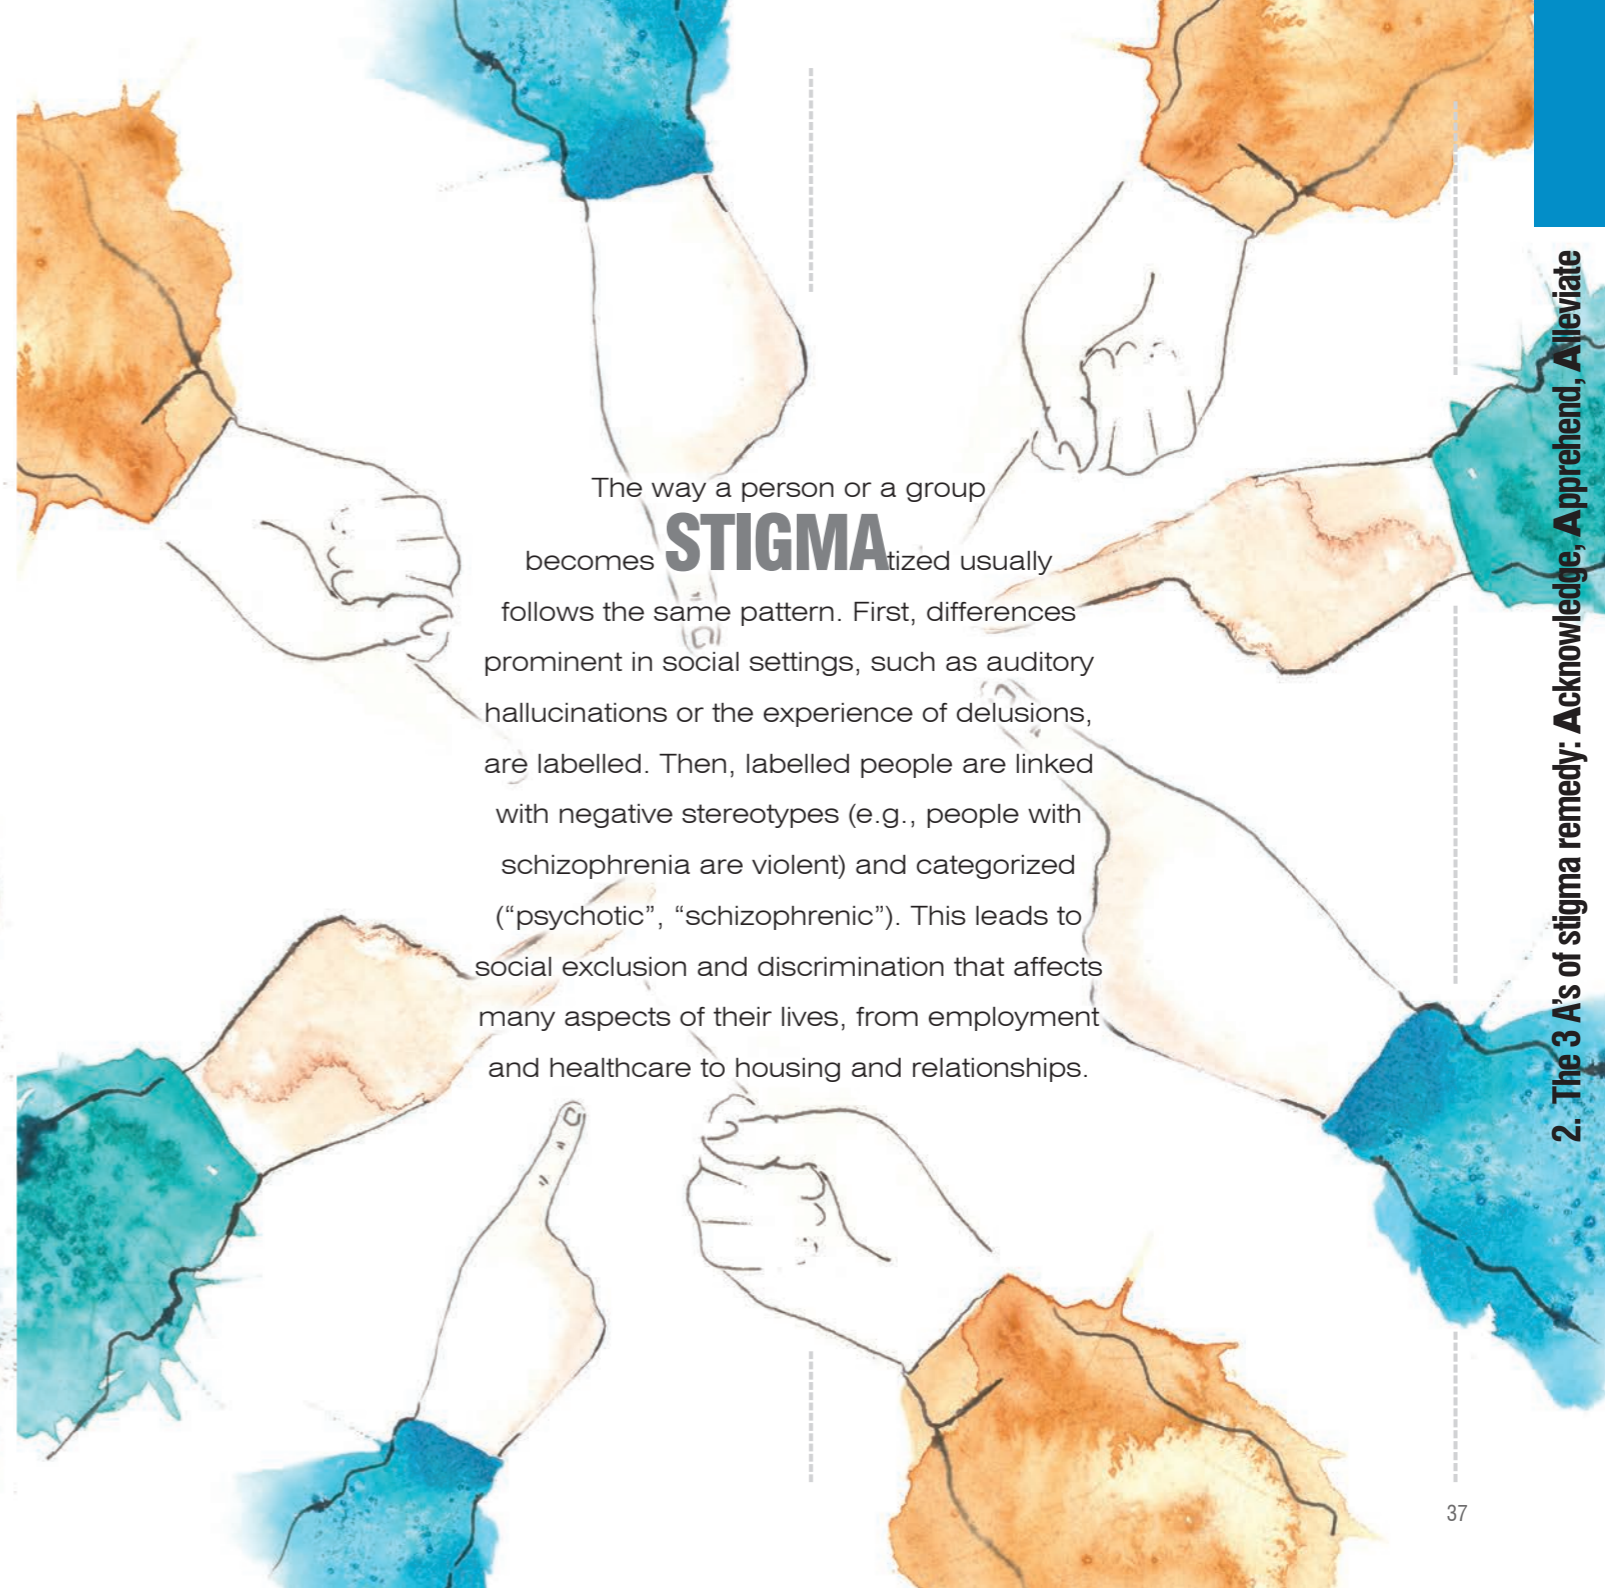 The way a person or a group
becomes STIGMAtized usually
follows the same pattern. First, differences
prominent in social settings, such as auditory
hallucinations or the experience of delusions,
are labelled. Then, labelled people are linked
with negative stereotypes (e.g., people with
schizophrenia are violent) and categorized
(“psychotic”, “schizophrenic”). This leads to
social exclusion and discrimination that affects
many aspects of their lives, from employment
and healthcare to housing and relationships.
2. The 3 A’s of stigma remedy: Acknowledge, Apprehend, Alleviate
37